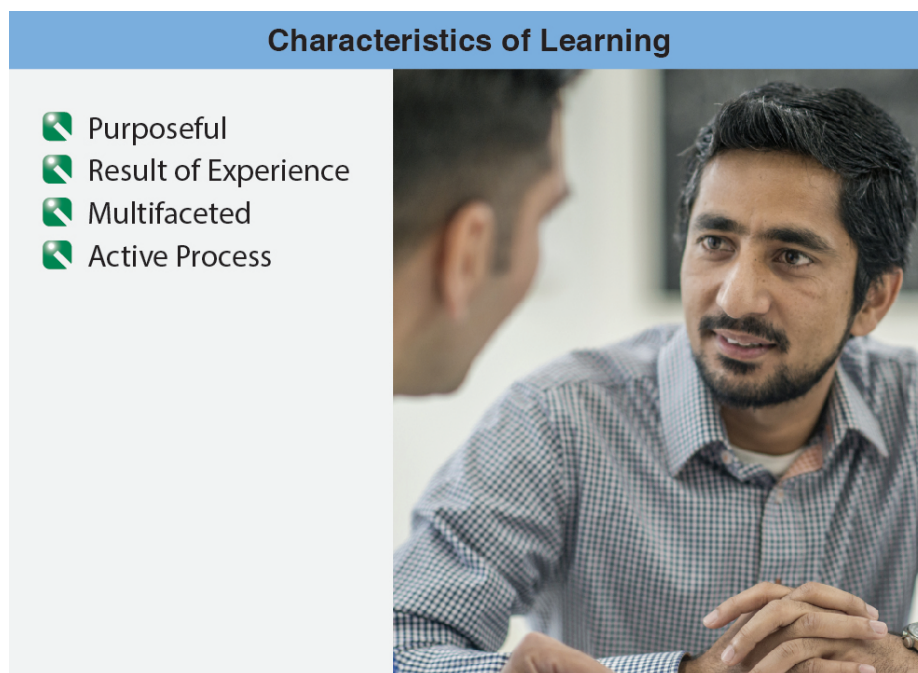 Characteristics of Learning
Purposeful
Result of Experience
Multifaceted
Active Process